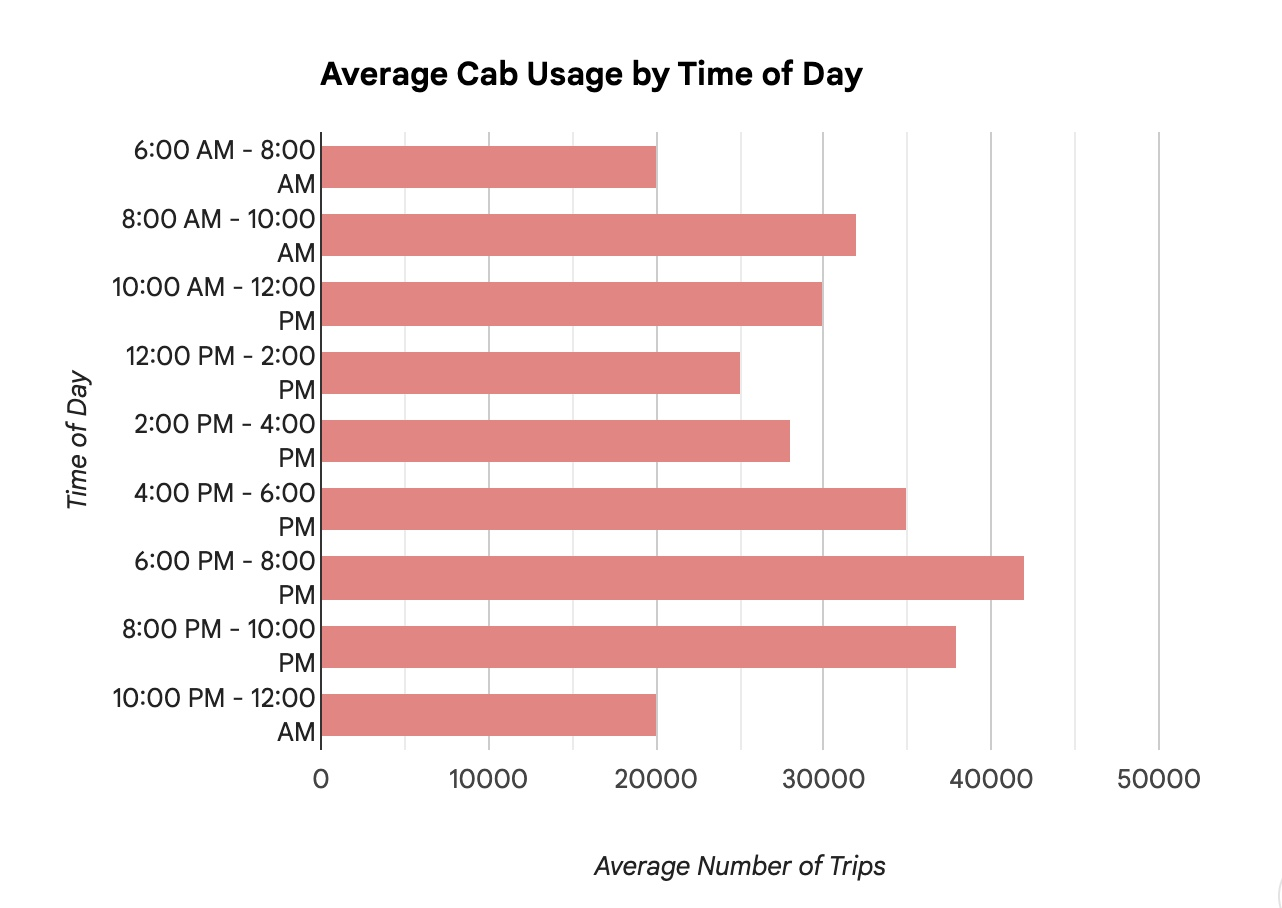 Average Cab Usage by Time of Day
6:00 AM - 8:00
AM
8:00 AM - 10:00
AM
10:00 AM - 12:00
PM
12:00 PM - 2:00
PM
2:00 PM - 4:00
PM
4:00 PM - 6:00
PM
6:00 PM - 8:00
PM
8:00 PM - 10:00
PM
10:00 PM - 12:00
AM
Time of Day
0 10000 20000 30000 40000 50000
Average Number of Trips